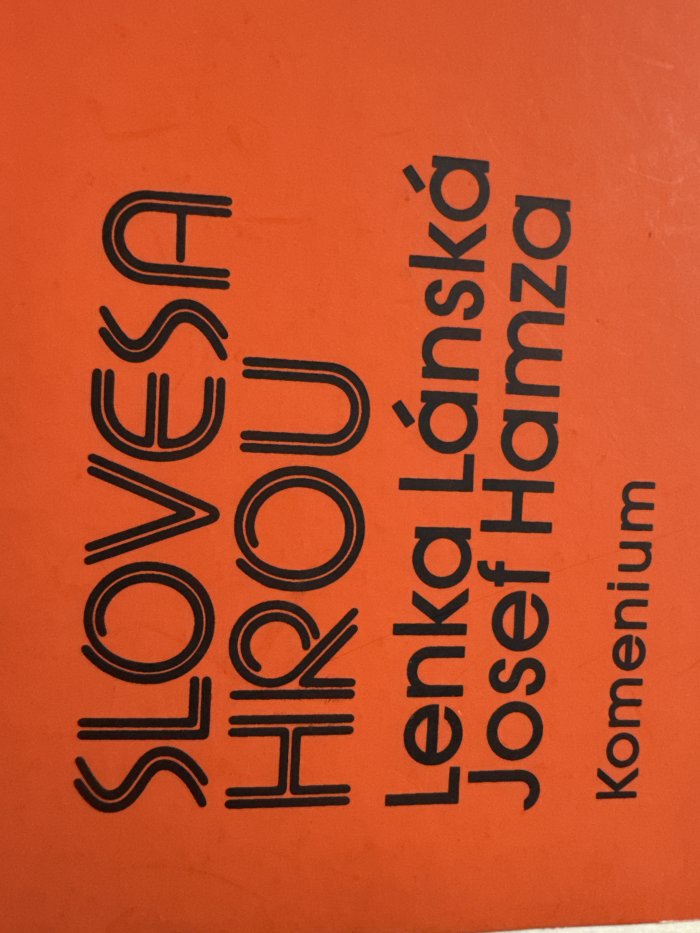 SLOVESA
HROU
Lenka Lánská
Josef Hamza
Komenium